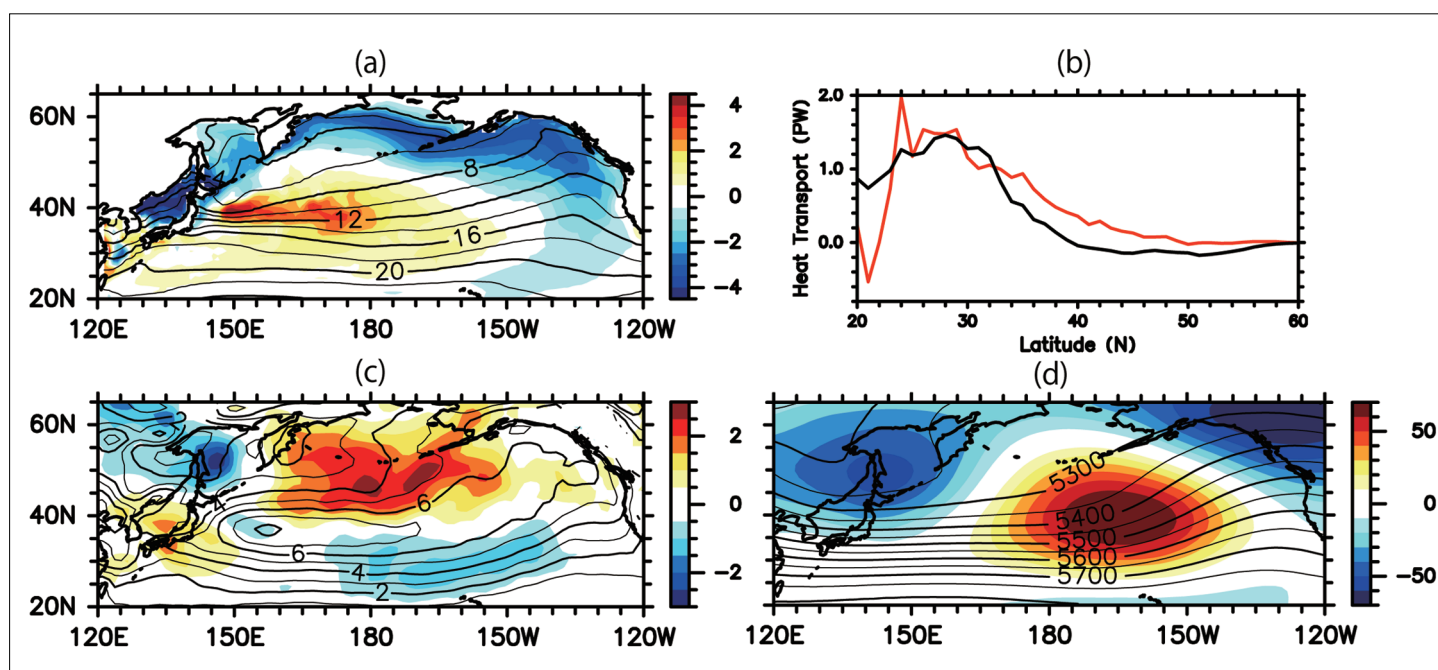 (a)
60N
40N
20N
120E 150E 180 150W 120W
8
12
16
20
4
2
0
−2
−4
(b)
Heat Transport (PW)
2.0
1.0
0.0
20 30 40 50 60
Latitude (N)
(c)
60N
40N
20N
120E 150E 180 150W 120W
4
6
6
4
2
2
0
−2
(d)
5300
5400
5500
5600
5700
120E 150E 180 150W 120W
50
0
−50